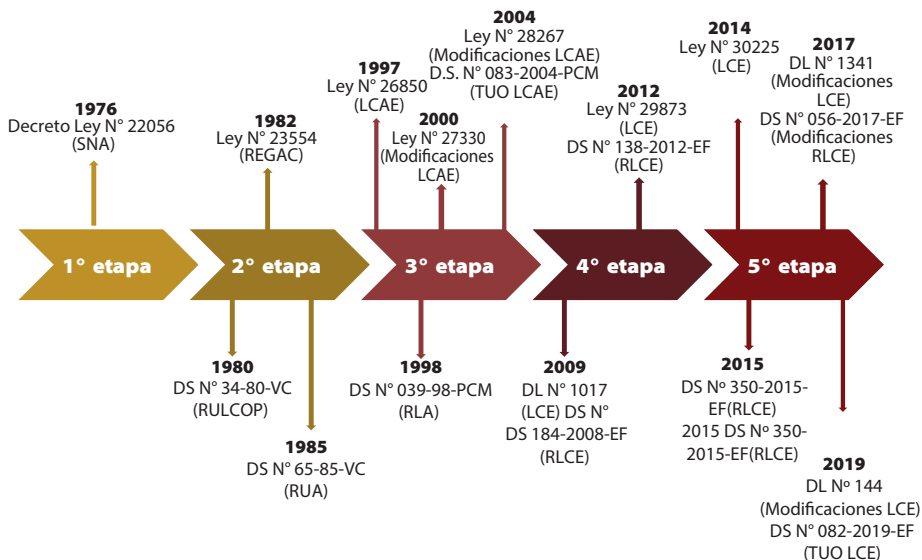 1976
Decreto Ley N° 22056
(SNA)
1982
Ley N° 23554
(REGAC)
1997
Ley N° 26850
(LCAE)
2000
Ley N° 27330
(Modificaciones
LCAE)
2004
Ley N° 28267
(Modificaciones LCAE)
D.S. N° 083-2004-PCM
(TUO LCAE)
2012
Ley N° 29873
(LCE)
DS N° 138-2012-EF
(RLCE)
2014
Ley N° 30225
(LCE)
2017
DL N° 1341
(Modificaciones
LCE)
DS N° 056-2017-EF
(Modificaciones
RLCE)
1° etapa
2° etapa
3° etapa
4° etapa
5° etapa
1980
DS N° 34-80-VC
(RULCOP)
1985
DS N° 65-85-VC
(RUA)
1998
DS N° 039-98-PCM
(RLA)
2009
DL N° 1017
(LCE) DS N°
DS 184-2008-EF
(RLCE)
2015
DS Nº 350-2015-
EF(RLCE)
2015 DS Nº 350-
2015-EF(RLCE)
2019
DL Nº 144
(Modificaciones LCE)
DS N° 082-2019-EF
(TUO LCE)